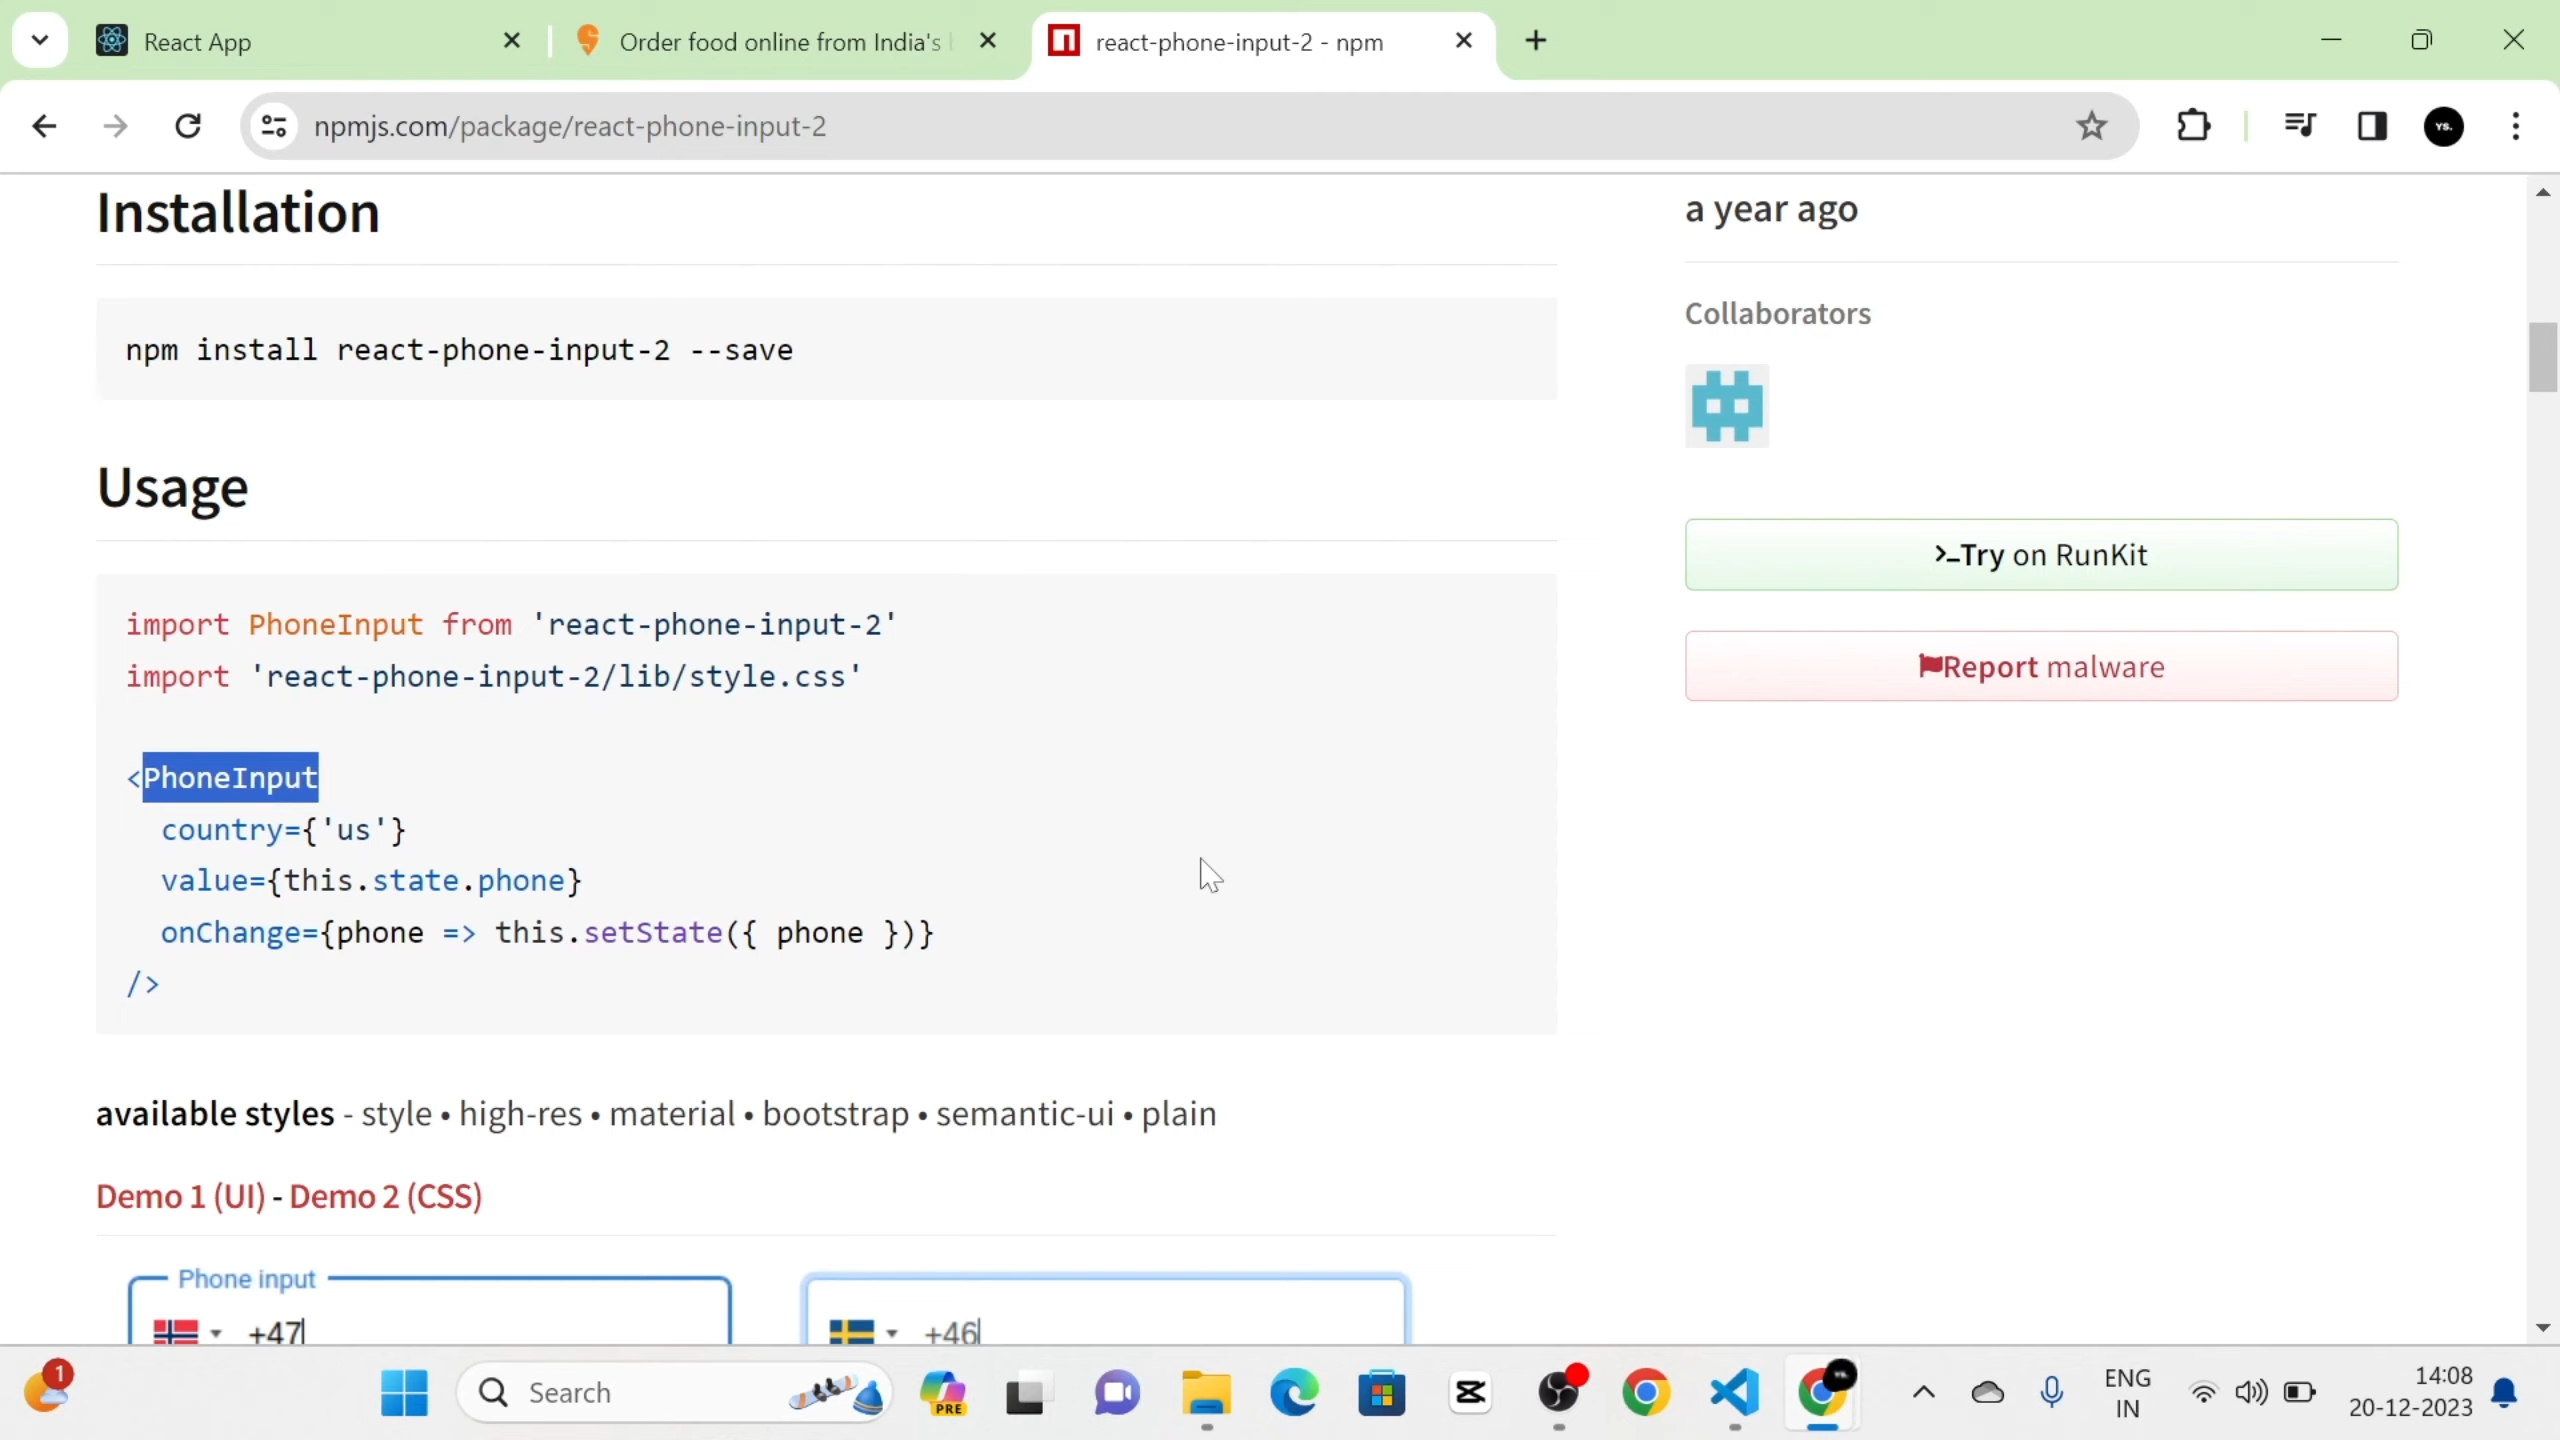 React App
Order food online from India's
react-phone-input-2 - npm
npmjs.com/package/react-phone-input-2
YS.
Installation
npm install react-phone-input-2 --save
Usage
import PhoneInput from 'react-phone-input-2'
import 'react-phone-input-2/lib/style.css'
<PhoneInput
country={'us'}
value={this.state.phone}
onChange={phone => this.setState({ phone })}
/>
available styles - style • high-res • material • bootstrap • semantic-ui • plain
Demo 1 (UI) - Demo 2 (CSS)
Phone input
+47
+46
a year ago
Collaborators
Try on RunKit
Report malware
1
Search
PRE
ENG
IN
14:08
20-12-2023